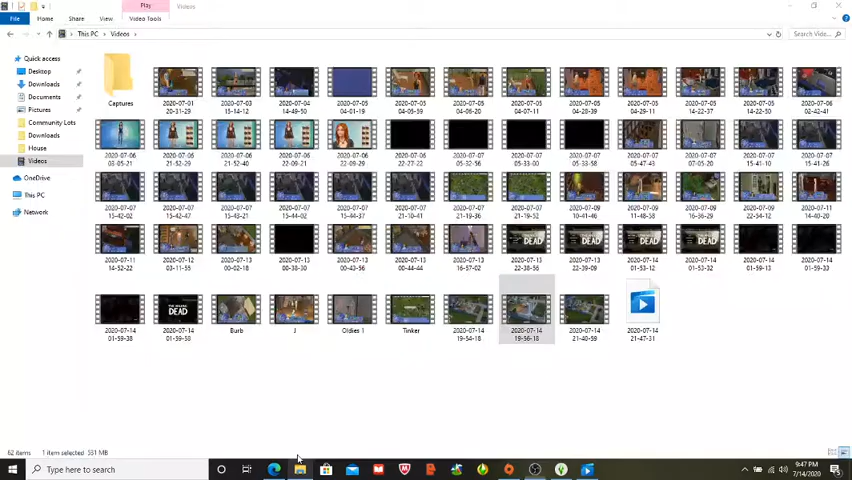 Play
Videos
File
Home
Share
View
Video Tools
This PC
Videos
Search Vide...
Quick access
Desktop
Downloads
Documents
Pictures
Community Lots
Downloads
House
Videos
OneDrive
This PC
Network
Captures
2020-07-01 20-31-29
2020-07-03 15-14-12
2020-07-04 14-49-50
2020-07-05 04-01-19
2020-07-05 04-05-59
2020-07-05 04-06-20
2020-07-05 04-07-11
2020-07-05 04-28-39
2020-07-05 04-29-11
2020-07-05 14-22-37
2020-07-05 14-22-50
2020-07-06 02-42-41
2020-07-06 03-05-21
2020-07-06 21-52-29
2020-07-06 21-52-40
2020-07-06 22-09-21
2020-07-06 22-09-29
2020-07-06 22-27-22
2020-07-06 05-32-56
2020-07-07 05-33-00
2020-07-07 05-33-58
2020-07-07 05-47-43
2020-07-07 07-05-20
2020-07-07 15-41-10
2020-07-07 15-41-26
2020-07-07 15-42-02
2020-07-07 15-42-47
2020-07-07 15-43-21
2020-07-07 15-44-02
2020-07-07 15-44-37
2020-07-07 21-10-41
2020-07-07 21-19-36
2020-07-07 21-19-52
2020-07-09 10-41-46
2020-07-09 11-48-58
2020-07-09 16-36-29
2020-07-09 22-54-12
2020-07-11 14-40-20
2020-07-11 14-52-22
2020-07-12 03-11-55
2020-07-13 00-02-18
2020-07-13 00-38-30
2020-07-13 00-43-56
2020-07-13 00-44-44
2020-07-13 16-57-02
2020-07-13 22-38-56
2020-07-13 22-39-09
2020-07-14 01-53-12
2020-07-14 01-53-32
2020-07-14 01-59-13
2020-07-14 01-59-33
2020-07-14 01-59-38
2020-07-14 01-59-58
Burb
J
Oldies 1
Tinker
2020-07-14 19-54-18
2020-07-14 19-56-18
2020-07-14 21-40-59
2020-07-14 21-47-31
62 items
1 item selected 531 MB
Type here to search
9:47 PM
7/14/2020